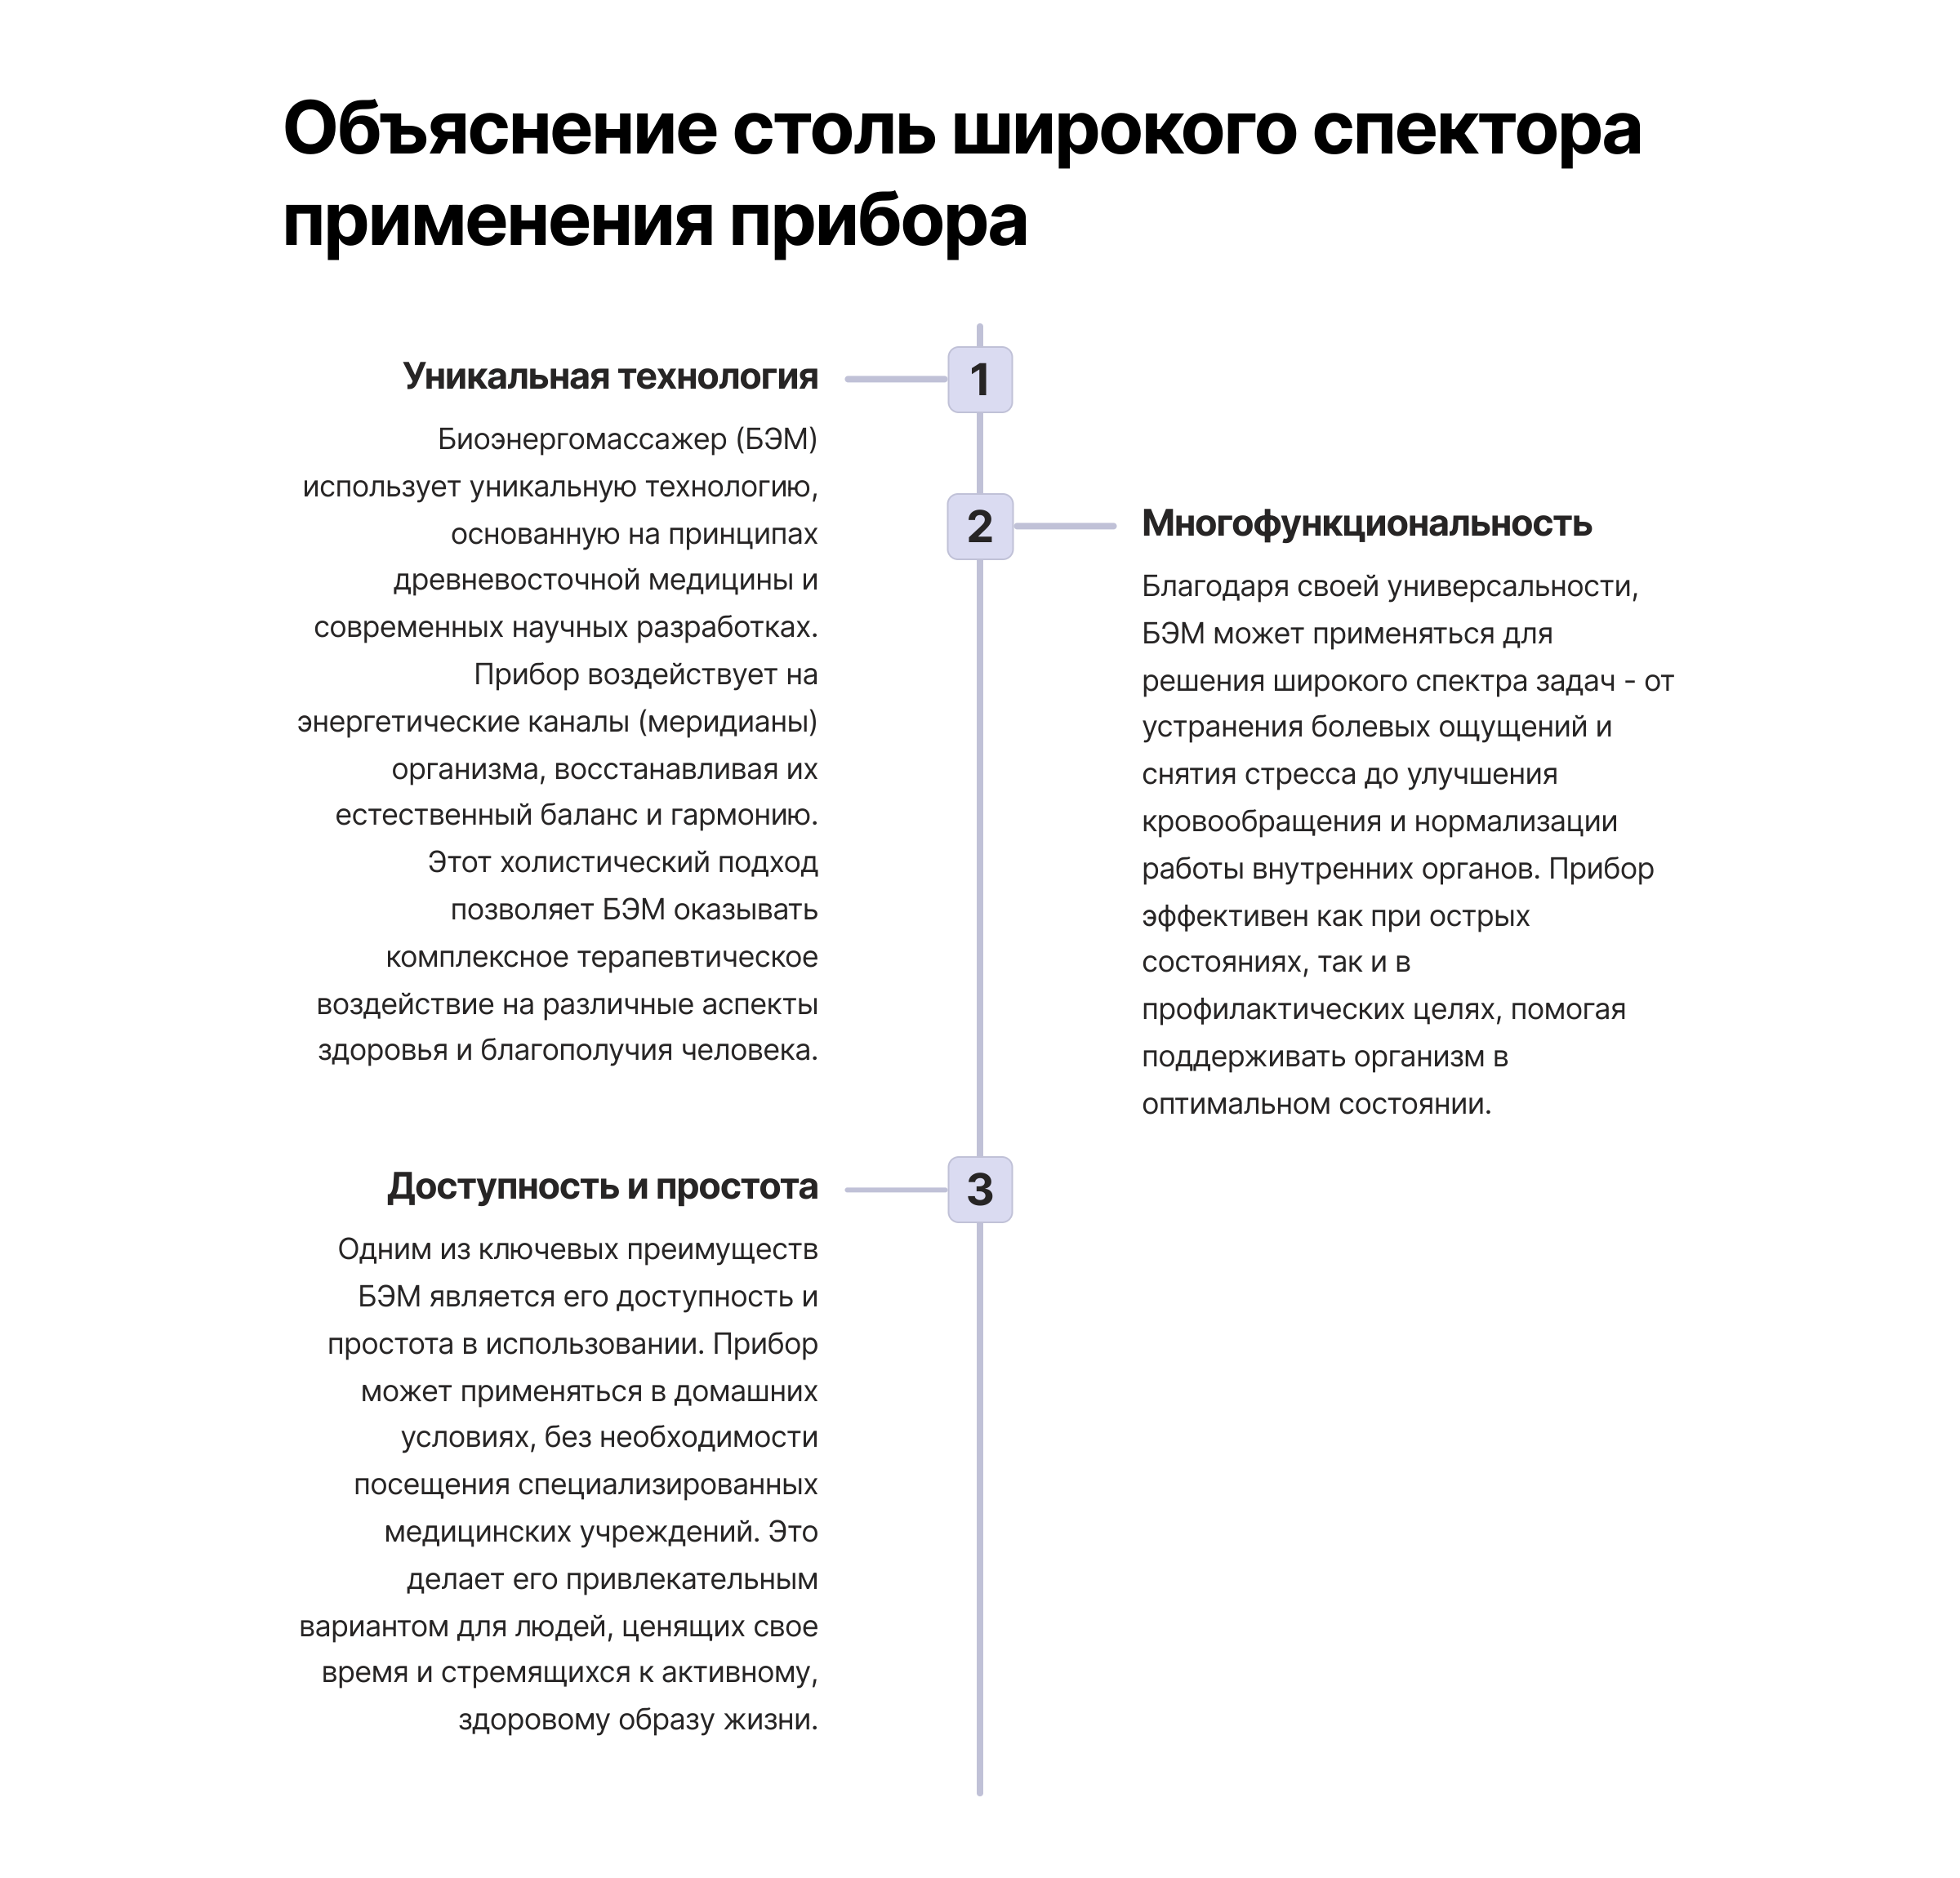 Объяснение столь широкого спектора
применения прибора
1
Уникальная технология
Биоэнергомассажер (БЭМ)
использует уникальную технологию,
основанную на принципах
древневосточной медицины и
современных научных разработках.
Прибор воздействует на
энергетические каналы (меридианы)
организма, восстанавливая их
естественный баланс и гармонию.
Этот холистический подход
позволяет БЭМ оказывать
комплексное терапевтическое
воздействие на различные аспекты
здоровья и благополучия человека.
2
Многофункциональность
Благодаря своей универсальности,
БЭМ может применяться для
решения широкого спектра задач - от
устранения болевых ощущений и
снятия стресса до улучшения
кровообращения и нормализации
работы внутренних органов. Прибор
эффективен как при острых
состояниях, так и в
профилактических целях, помогая
поддерживать организм в
оптимальном состоянии.
3
Доступность и простота
Одним из ключевых преимуществ
БЭМ является его доступность и
простота в использовании. Прибор
может применяться в домашних
условиях, без необходимости
посещения специализированных
медицинских учреждений. Это
делает его привлекательным
вариантом для людей, ценящих свое
время и стремящихся к активному,
здоровому образу жизни.